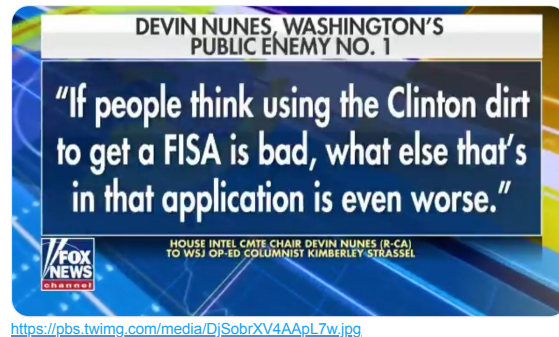 DEVIN NUNES, WASHINGTON'S
PUBLIC ENEMY NO. 1
"If people think using the Clinton dirt
to get a FISA is bad, what else that's
in that application is even worse."
HOUSE INTEL CMTE CHAIR DEVIN NUNES (R-CA)
TO WSJ OP-ED COLUMNIST KIMBERLEY STRASSEL
FOX
NEWS
channel
https://pbs.twimg.com/media/DjSobrXV4AApL7w.jpg